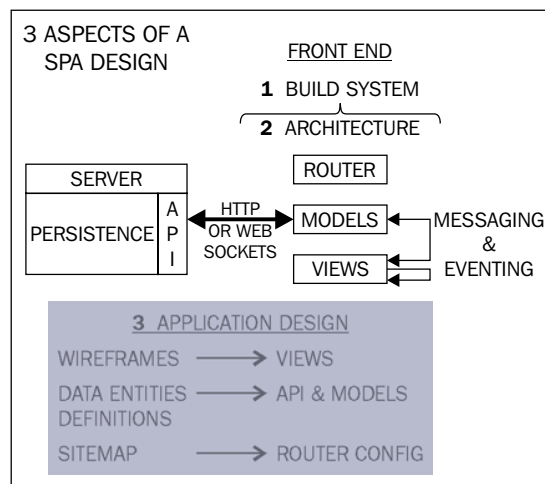 3 ASPECTS OF A
SPA DESIGN
FRONT END
1 BUILD SYSTEM
2 ARCHITECTURE
ROUTER
SERVER
PERSISTENCE
A
P
I
HTTP
OR WEB
SOCKETS
MODELS
VIEWS
MESSAGING
&
EVENTING
3 APPLICATION DESIGN
WIREFRAMES VIEWS
DATA ENTITIES API & MODELS
DEFINITIONS
SITEMAP ROUTER CONFIG